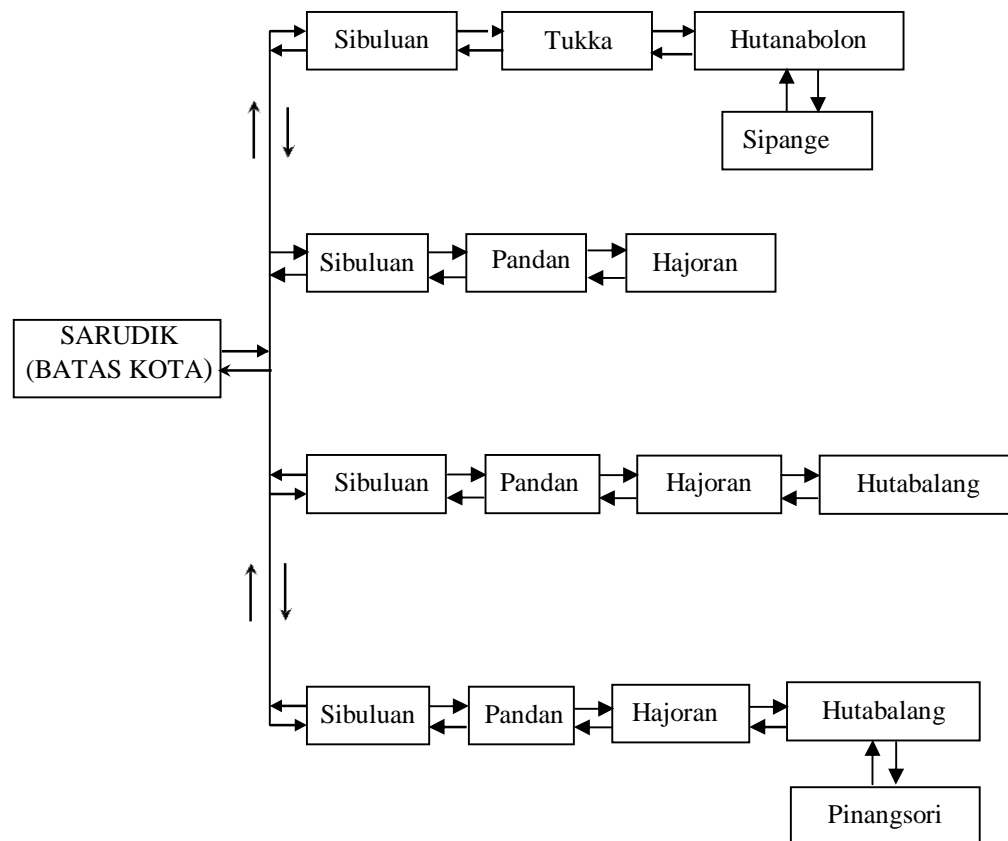 Sibuluan
Tukka
Hutanabolon
Sipange
Sibuluan
Pandan
Hajoran
SARUDIK
(BATAS KOTA)
Sibuluan
Pandan
Hajoran
Hutabalang
Sibuluan
Pandan
Hajoran
Hutabalang
Pinangsori